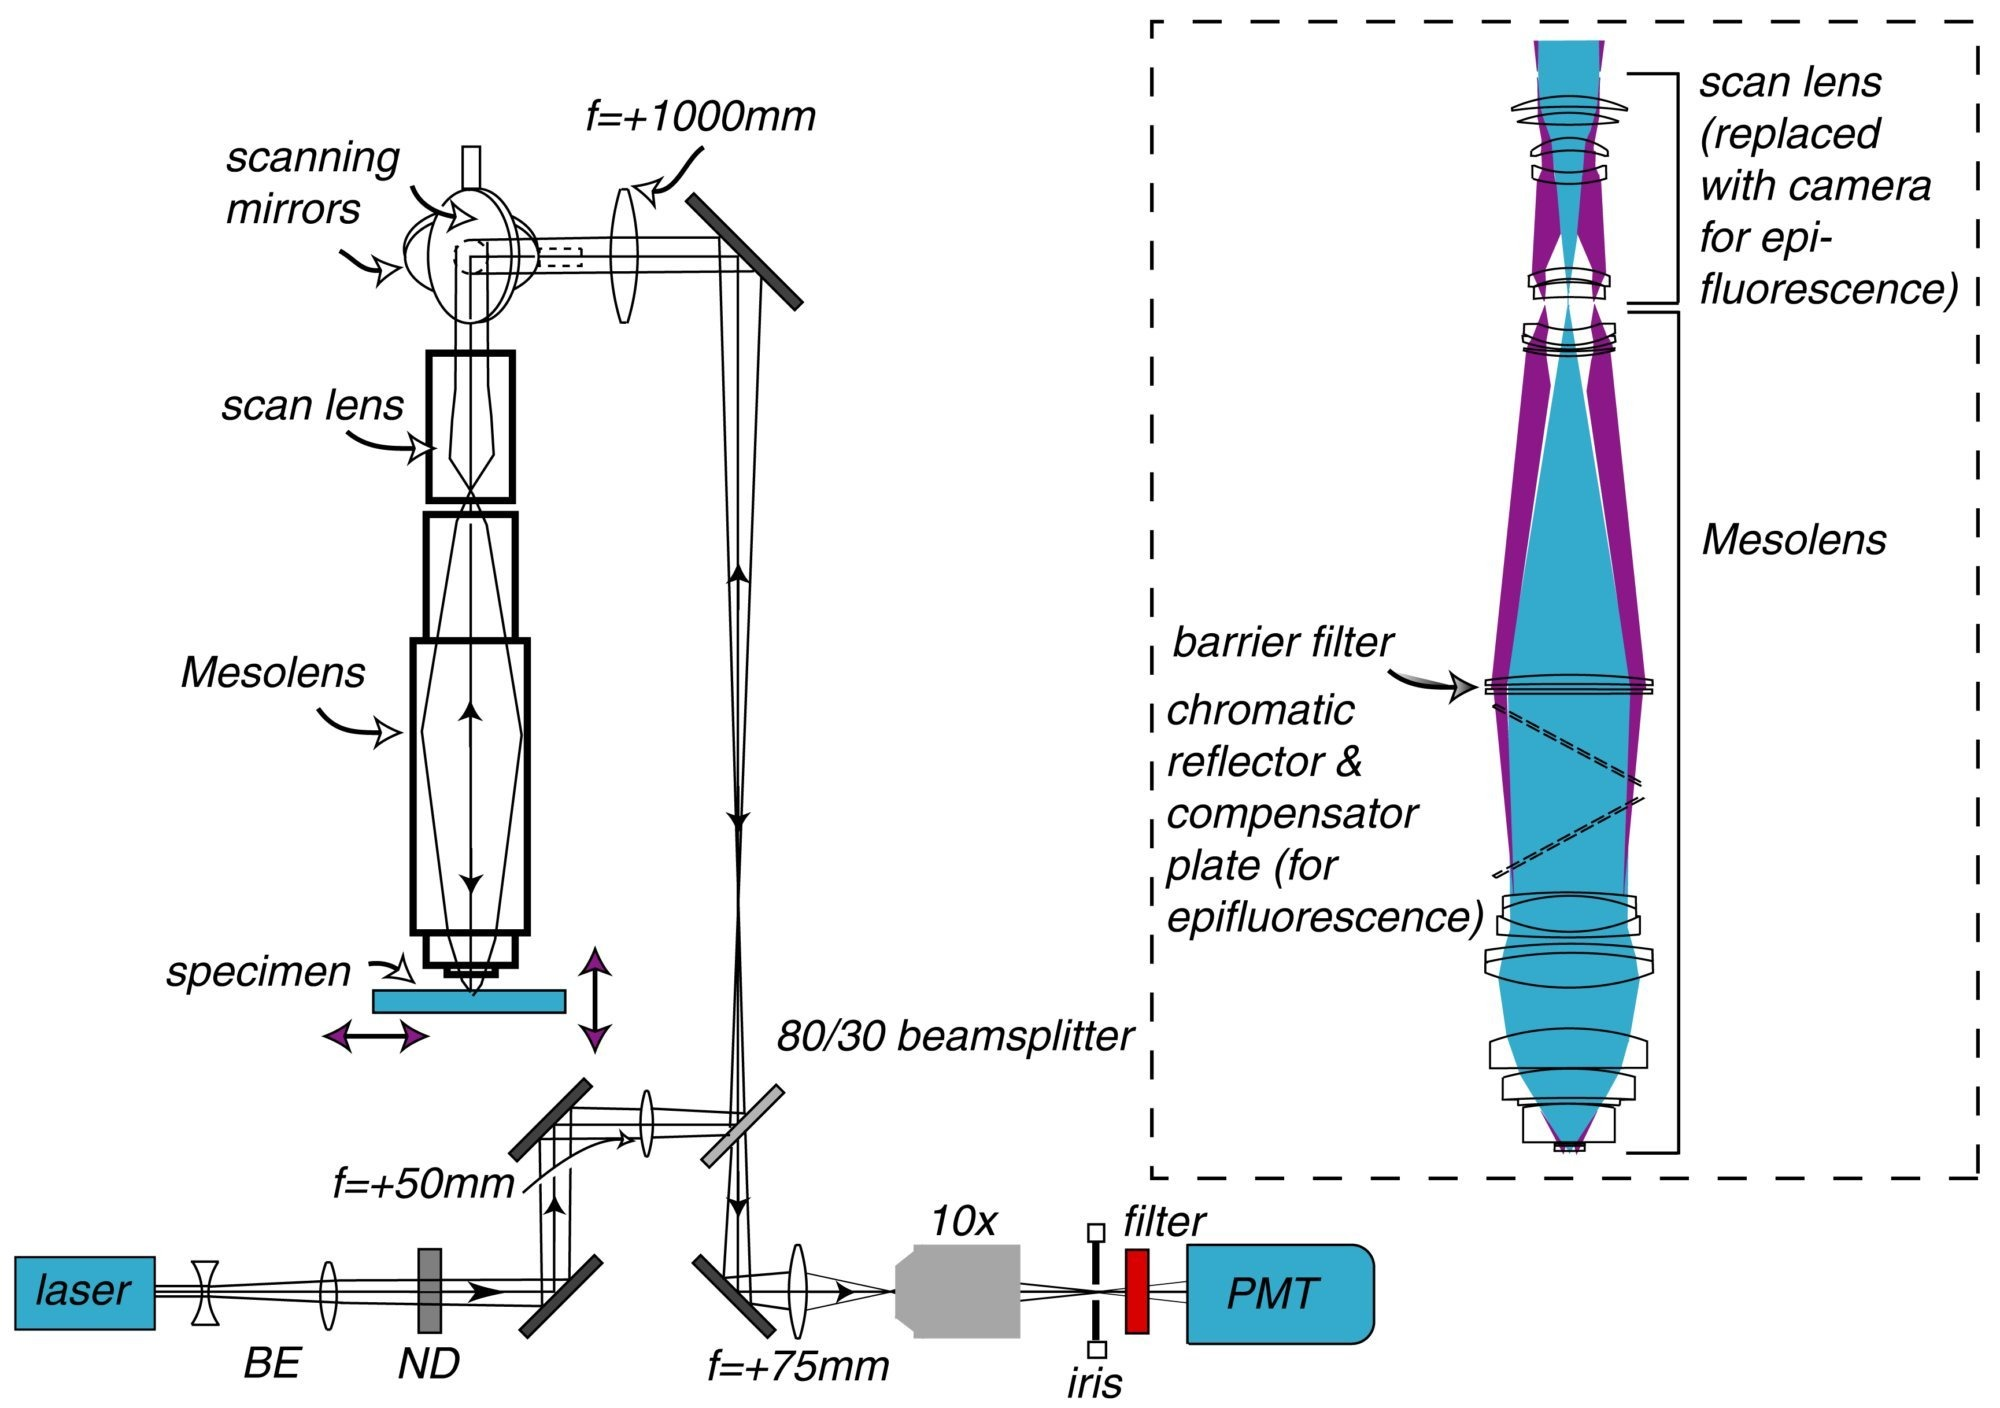 f=+1000mm
scanning
mirrors
scan lens
Mesolens
specimen
80/30 beamsplitter
f=+50mm
laser
BE
ND
f=+75mm
10x
iris
filter
PMT
scan lens
(replaced
with camera
for epi-
fluorescence)
Mesolens
barrier filter
chromatic
reflector &
compensator
plate (for
epifluorescence)